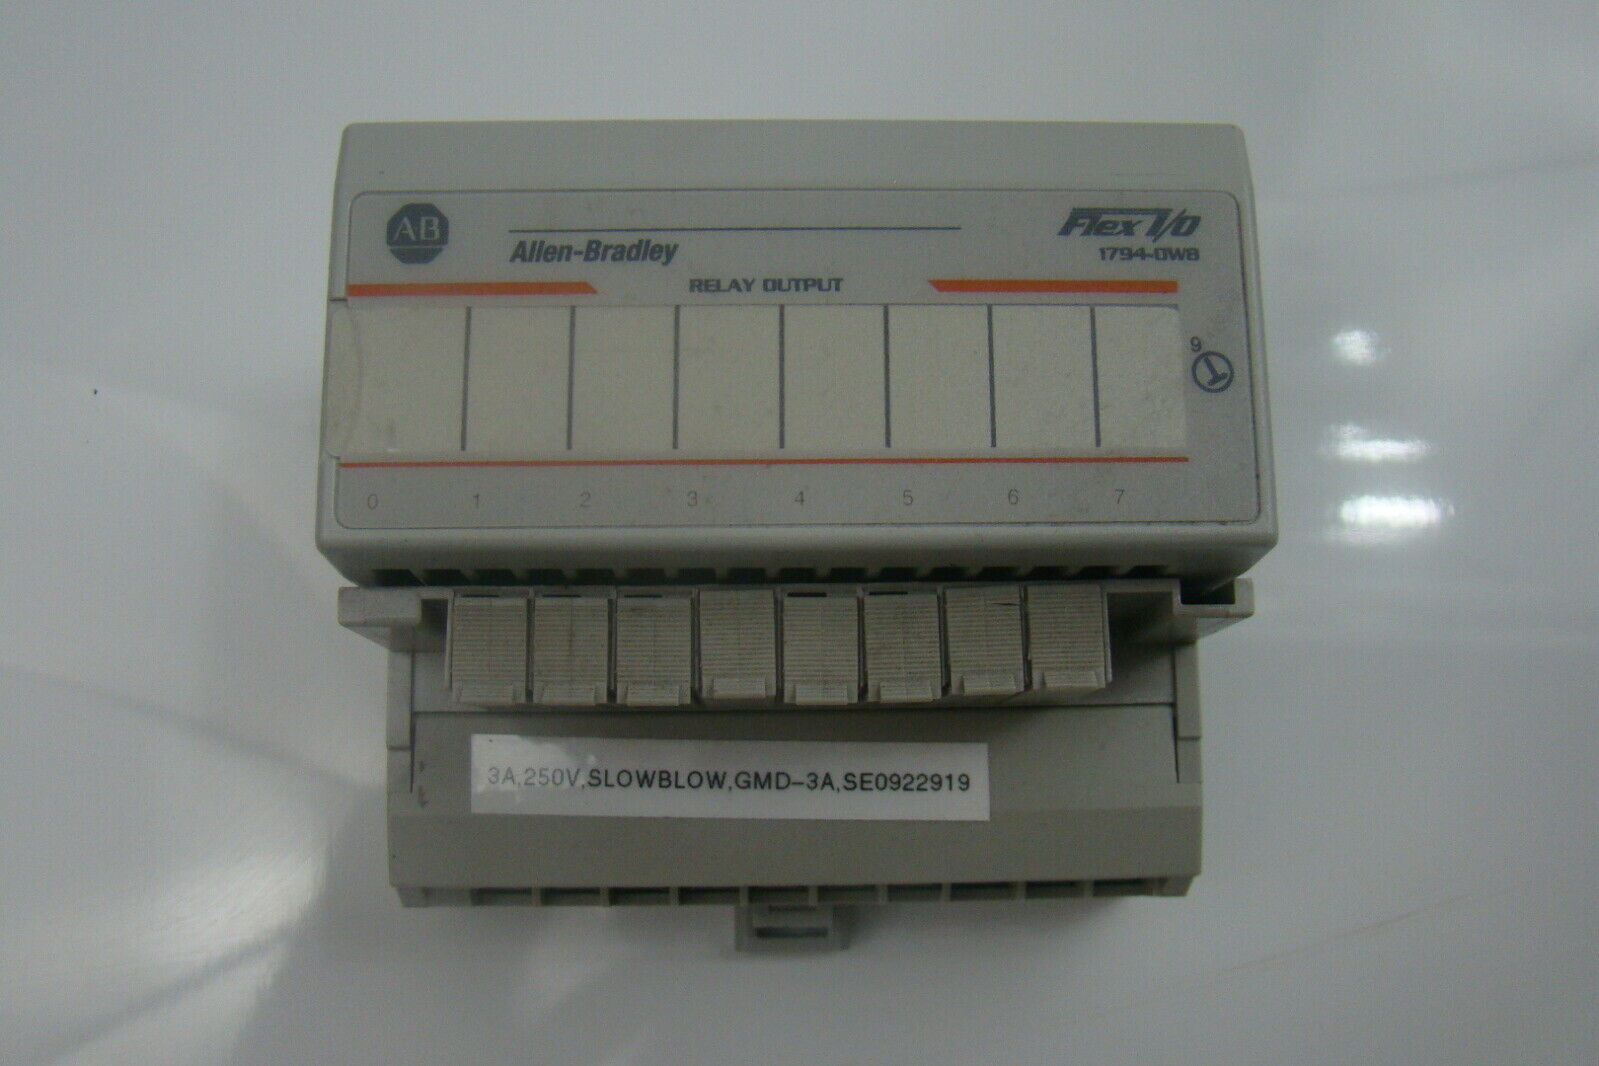 AB
Allen-Bradley
Flex I/O
1794-OW8
RELAY OUTPUT
9
0 1 2 3 4 5 6 7
3A,250V,SLOWBLOW,GMD-3A,SE0922919